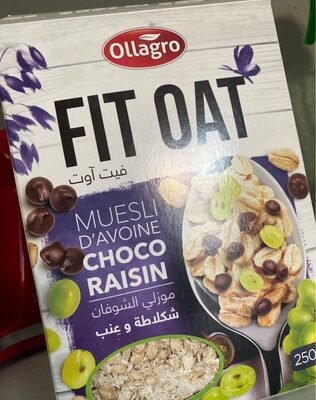 Ollagro
FIT OAT
فيت آوت
MUESLI
D'AVOINE
CHOCO
RAISIN
موزلي الشوفان
شكلاطة و عنب
250